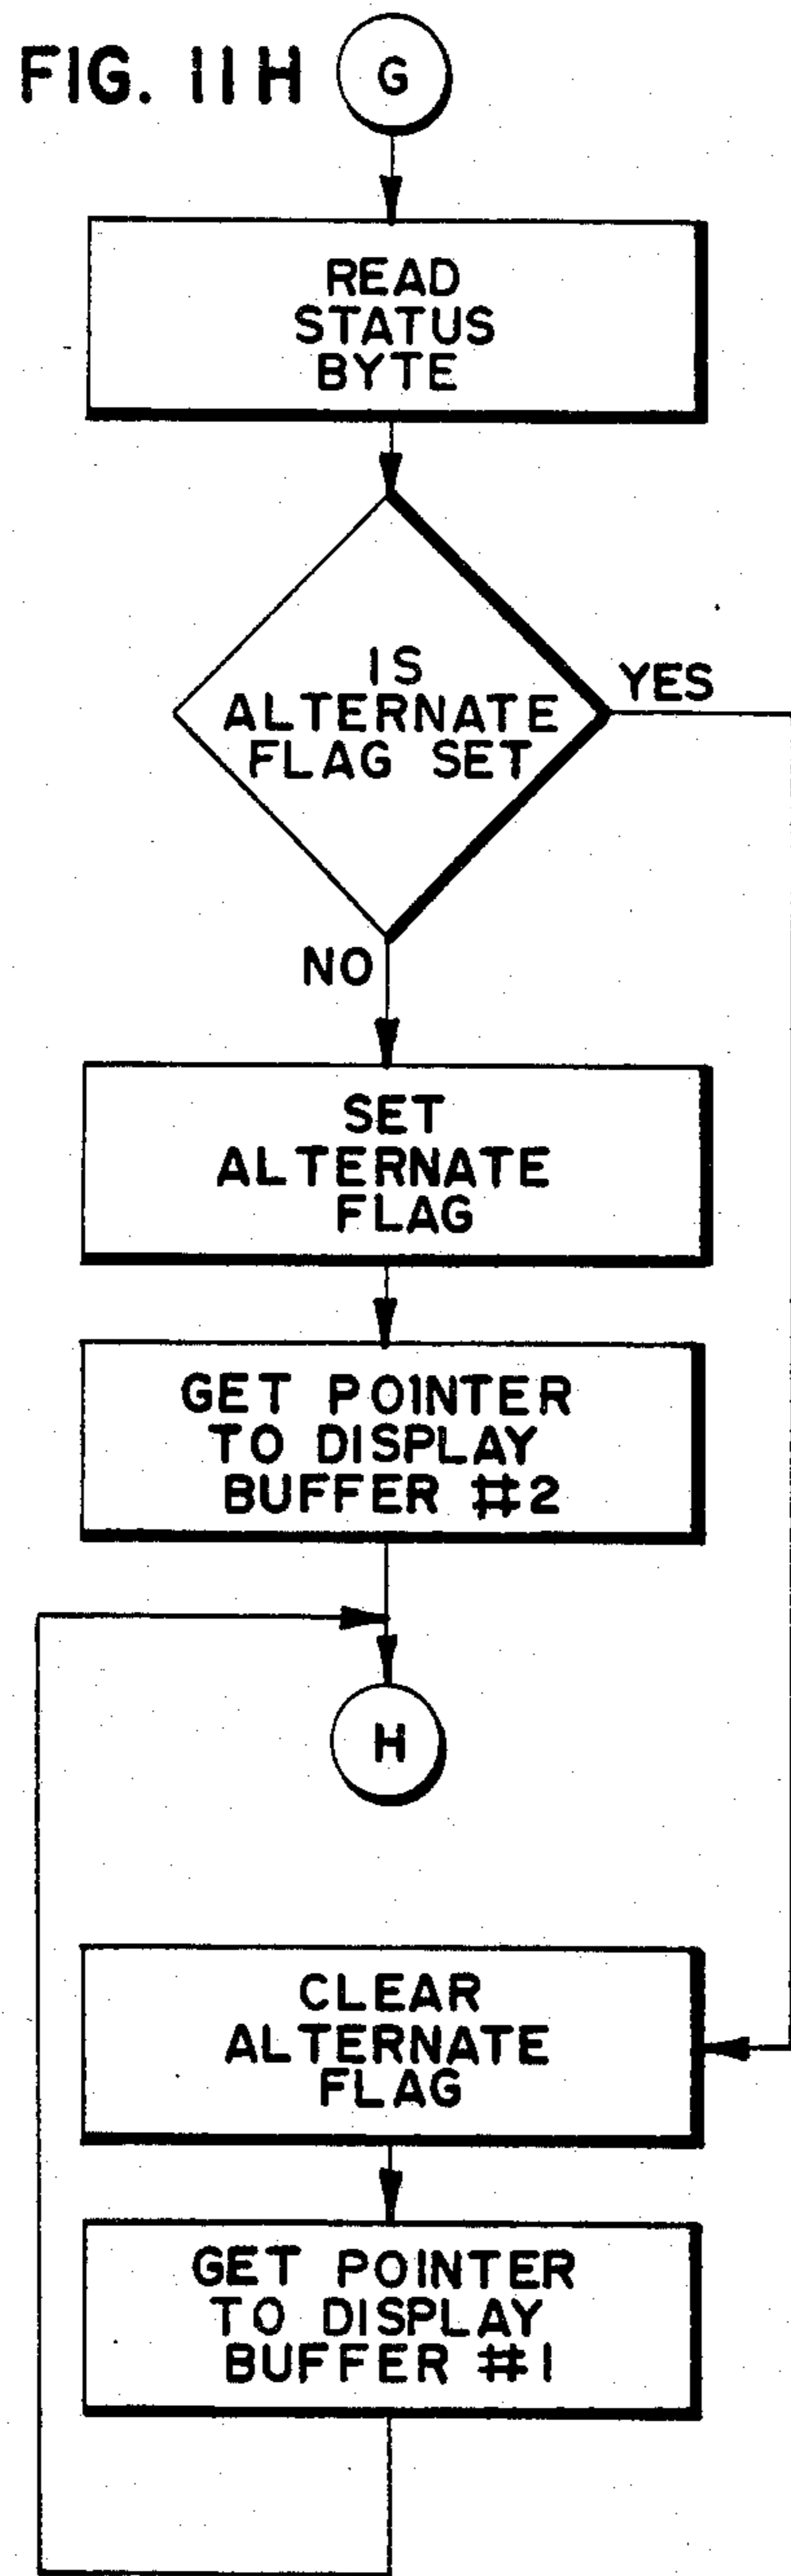 FIG. 11H
G
READ
STATUS
BYTE
IS
ALTERNATE
FLAG SET
YES
NO
SET
ALTERNATE
FLAG
GET POINTER
TO DISPLAY
BUFFER #2
H
CLEAR
ALTERNATE
FLAG
GET POINTER
TO DISPLAY
BUFFER #1